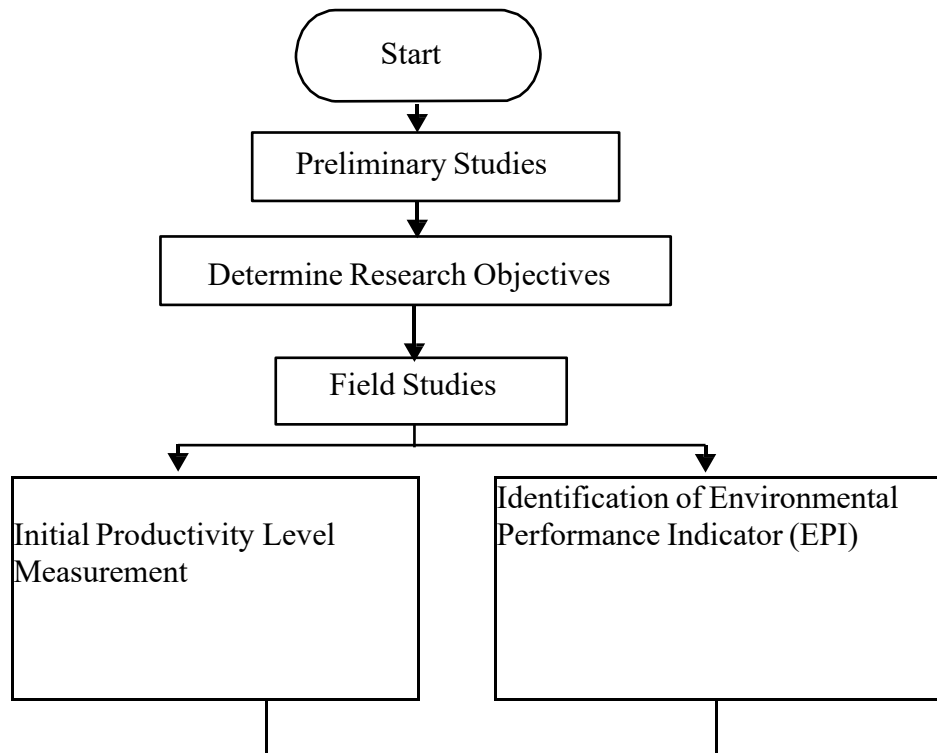 Start
Preliminary Studies
Determine Research Objectives
Field Studies
Initial Productivity Level
Measurement
Identification of Environmental
Performance Indicator (EPI)